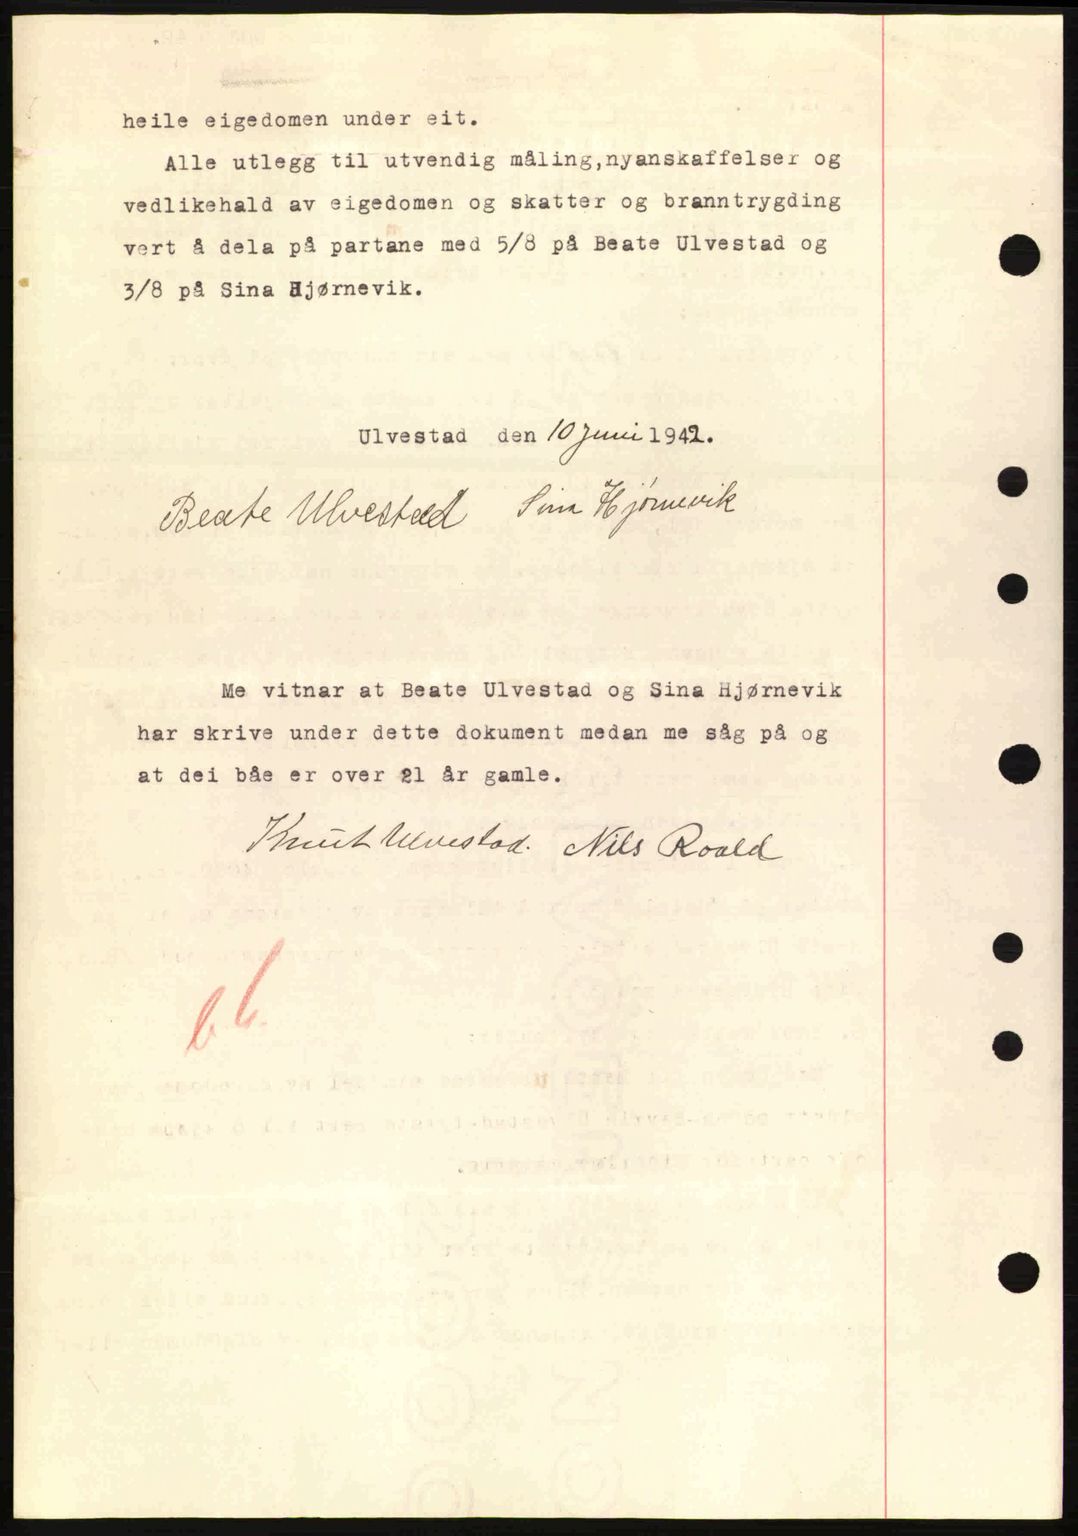 heile eigedomen under eit.
Alle utlegg til utvendig måling,nyanskaffelser og
vedlikehald av eigedomen og skatter og branntrygding
vert å dela på partane med 5/8 på Beate Ulvestad og
3/8 på Sina Hjørnevik.
Ulvestad den 10 Juni 1942.
Beate Ulvestad Sina Hjørnevik
Me vitnar at Beate Ulvestad og Sina Hjørnevik
har skrive under dette dokument medan me såg på og
at dei båe er over 21 år gamle.
Knut Ulvestad. Nils Roald